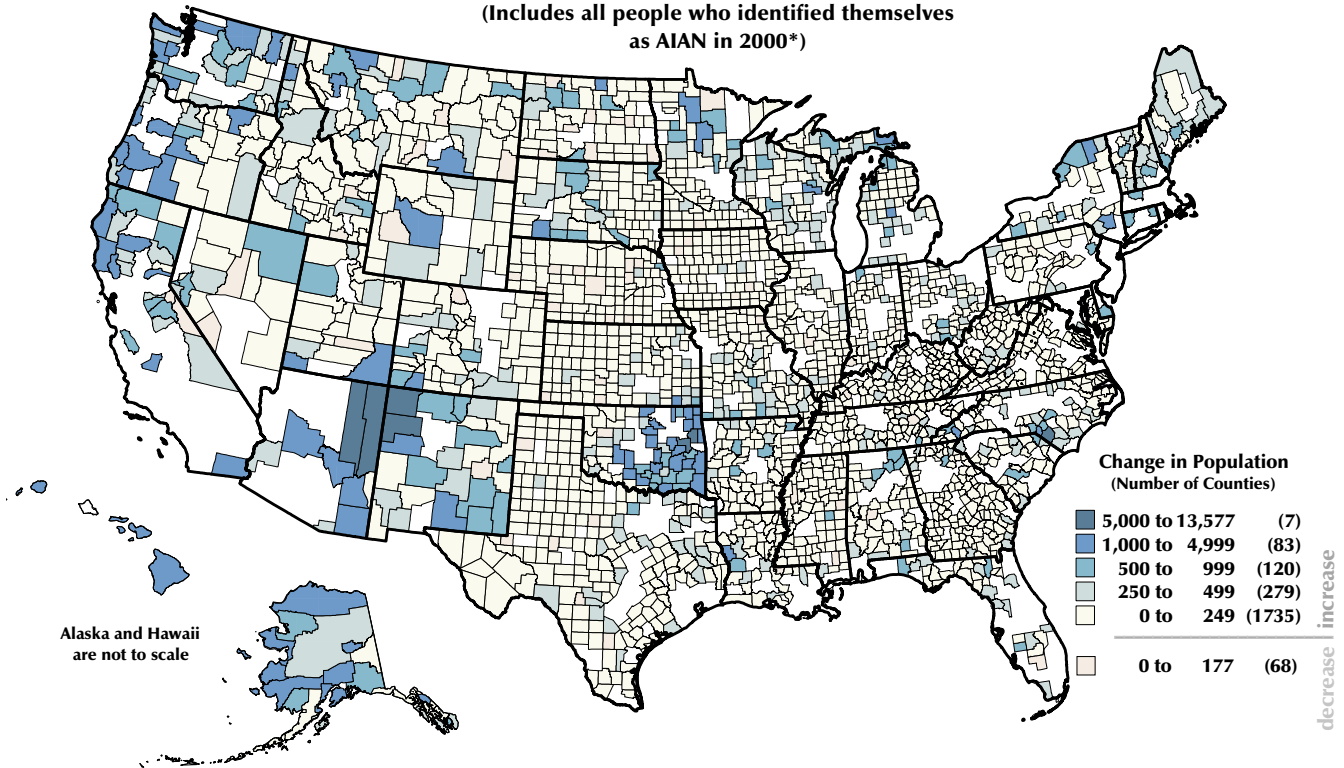 (Includes all people who identified themselves
as AIAN in 2000*)
Change in Population
(Number of Counties)
5,000 to 13,577 (7)
1,000 to 4,999 (83)
500 to 999 (120)
250 to 499 (279)
0 to 249 (1735)
0 to 177 (68)
decrease increase
Alaska and Hawaii
are not to scale